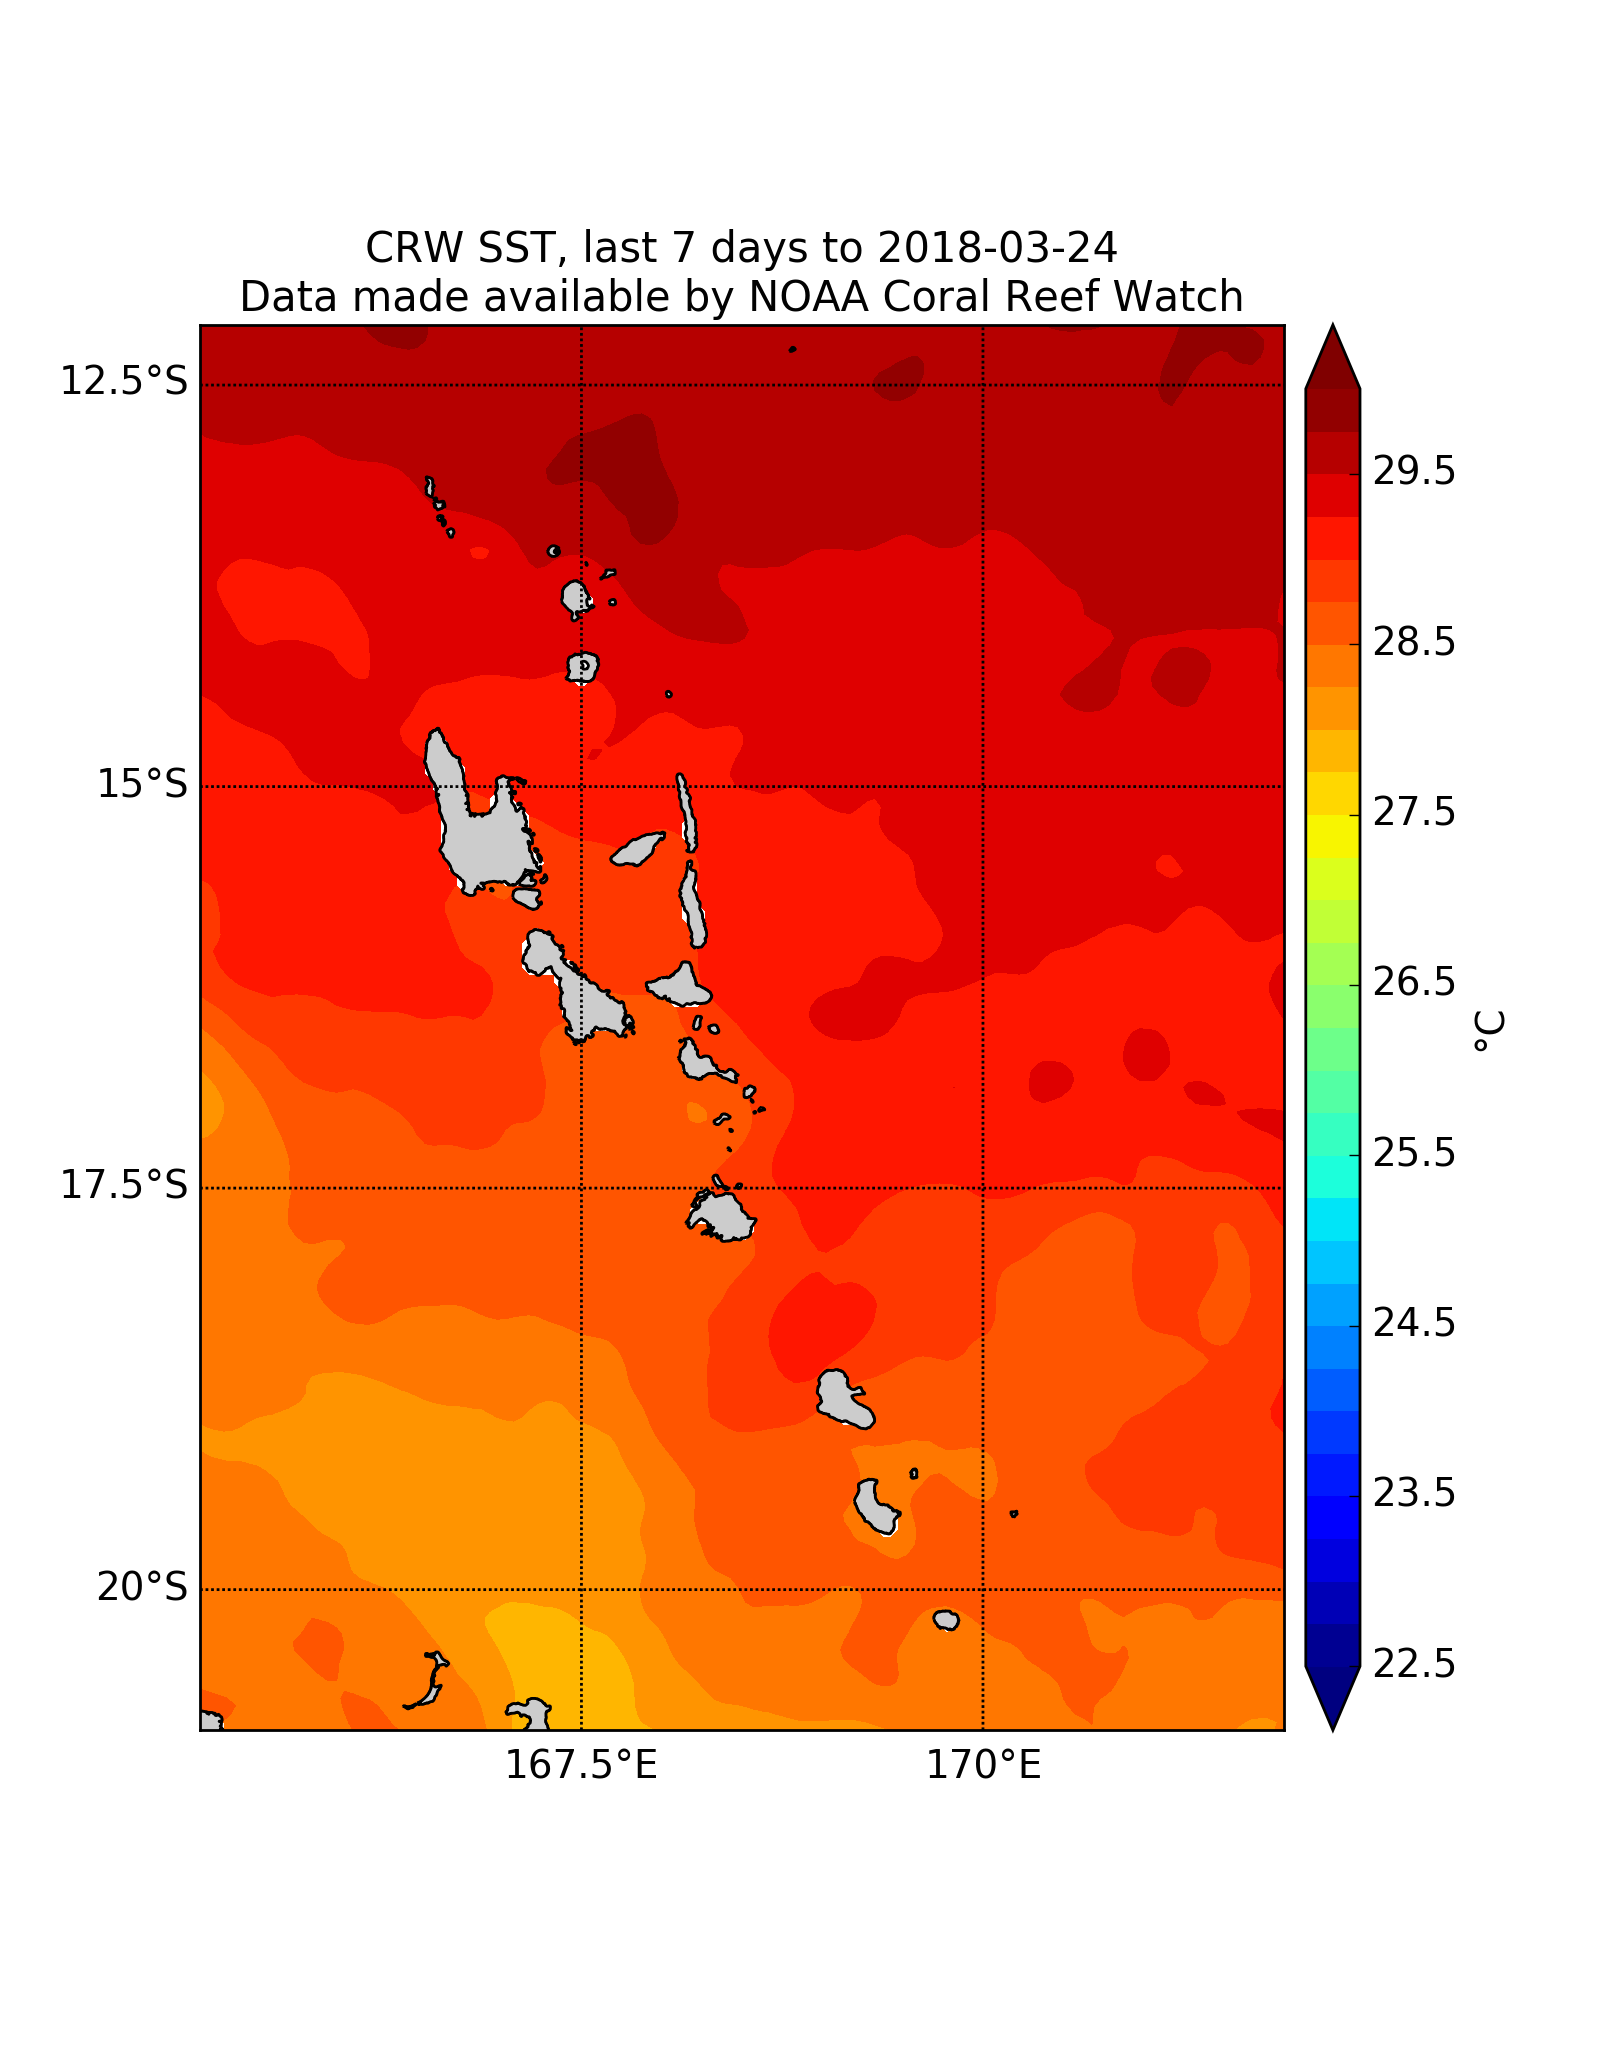 CRW SST, last 7 days to 2018-03-24
Data made available by NOAA Coral Reef Watch
12.5°S
15°S
17.5°S
20°S
167.5°E
170°E
29.5
28.5
27.5
26.5
25.5
24.5
23.5
22.5
°C